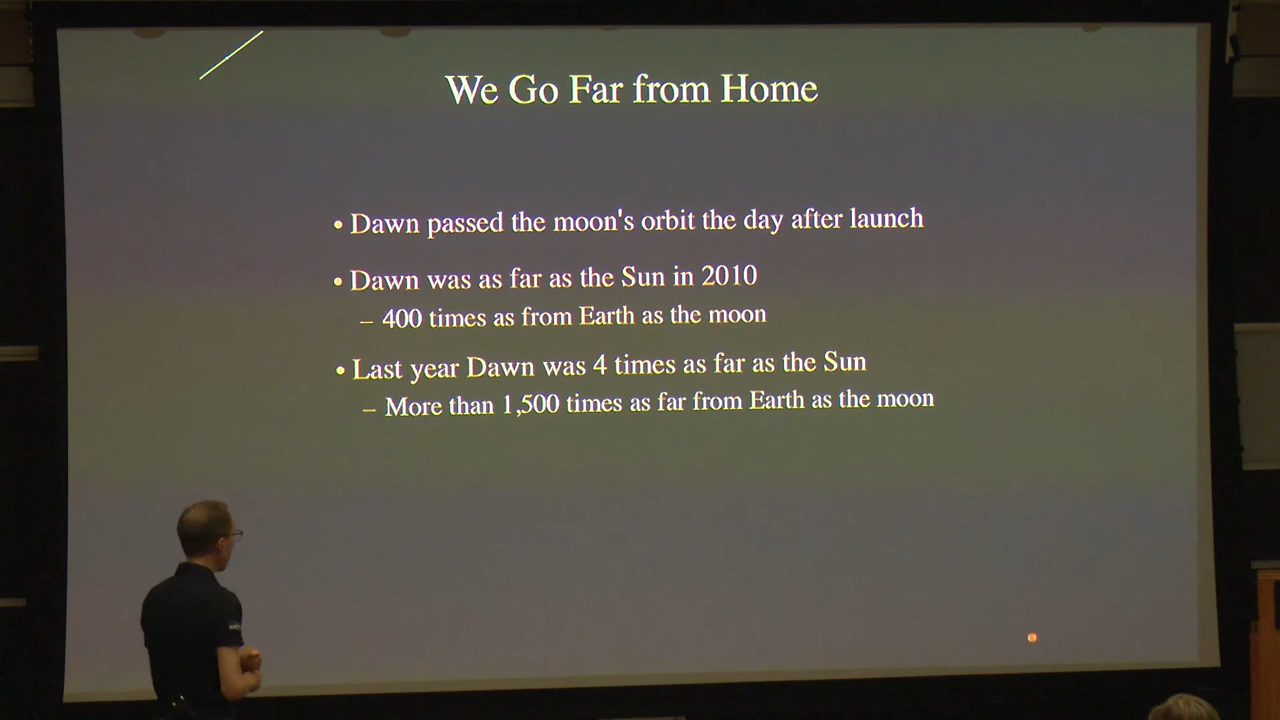 We Go Far from Home
• Dawn passed the moon's orbit the day after launch
• Dawn was as far as the Sun in 2010
– 400 times as from Earth as the moon
• Last year Dawn was 4 times as far as the Sun
– More than 1,500 times as far from Earth as the moon